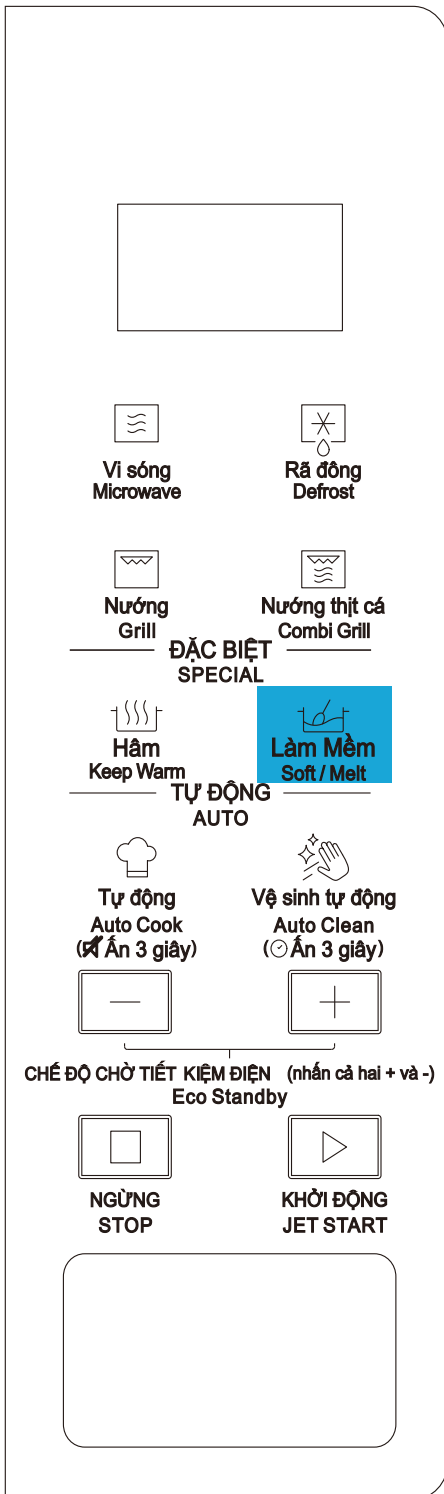 Vi sóng Rã đông
Microwave Defrost
Nướng Nướng thịt cá
Grill Combi Grill
ĐẶC BIỆT
SPECIAL
Hâm Làm Mềm
Keep Warm Soft / Melt
TỰ ĐỘNG
AUTO
Tự động Vệ sinh tự động
Auto Cook Auto Clean
(Ấn 3 giây) (Ấn 3 giây)
CHẾ ĐỘ CHỜ TIẾT KIỆM ĐIỆN (nhấn cả hai + và -)
Eco Standby
NGỪNG KHỞI ĐỘNG
STOP JET START